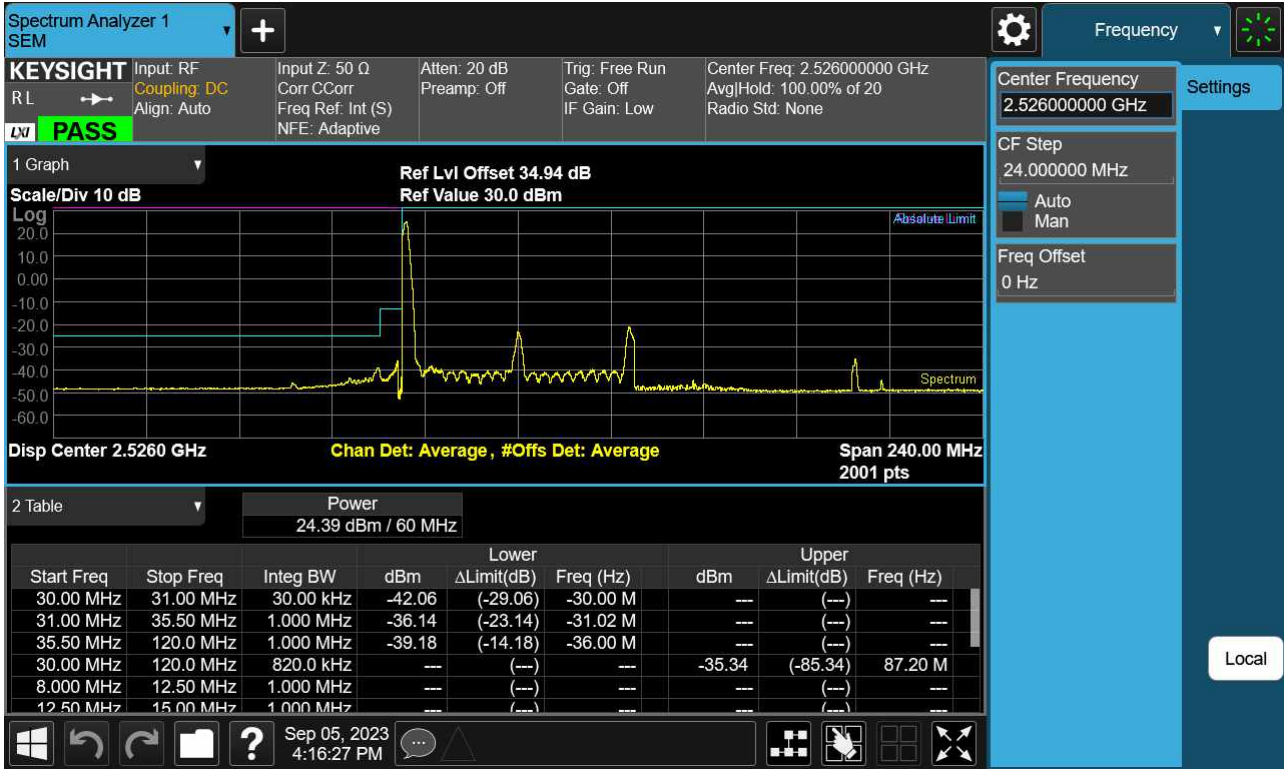 Spectrum Analyzer 1
SEM
Frequency
KEYSIGHT
R L
LXI
PASS
Input: RF
Coupling: DC
Align: Auto
Input Z: 50 Ω
Corr CCorr
Freq Ref: Int (S)
NFE: Adaptive
Atten: 20 dB
Preamp: Off
Trig: Free Run
Gate: Off
IF Gain: Low
Center Freq: 2.526000000 GHz
Avg|Hold: 100.00% of 20
Radio Std: None
Center Frequency
2.526000000 GHz
Settings
CF Step
24.000000 MHz
Auto
Man
Freq Offset
0 Hz
Local
1 Graph
Scale/Div 10 dB
Ref Lvl Offset 34.94 dB
Ref Value 30.0 dBm
Log
20.0
10.0
0.00
-10.0
-20.0
-30.0
-40.0
-50.0
-60.0
Limit
Spectrum
Disp Center 2.5260 GHz
Chan Det: Average , #Offs Det: Average
Span 240.00 MHz
2001 pts
2 Table
Power
24.39 dBm / 60 MHz
Lower Upper
Start Freq Stop Freq Integ BW dBm ΔLimit(dB) Freq (Hz) dBm ΔLimit(dB) Freq (Hz)
30.00 MHz 31.00 MHz 30.00 kHz -42.06 (-29.06) -30.00 M --- (---) ---
31.00 MHz 35.50 MHz 1.000 MHz -36.14 (-23.14) -31.02 M --- (---) ---
35.50 MHz 120.0 MHz 1.000 MHz -39.18 (-14.18) -36.00 M --- (---) ---
30.00 MHz 120.0 MHz 820.0 kHz --- (---) --- -35.34 (-85.34) 87.20 M
8.000 MHz 12.50 MHz 1.000 MHz --- (---) --- --- (---) ---
12.50 MHz 15.00 MHz 1.000 MHz --- (---) --- --- (---) ---
?
Sep 05, 2023
4:16:27 PM